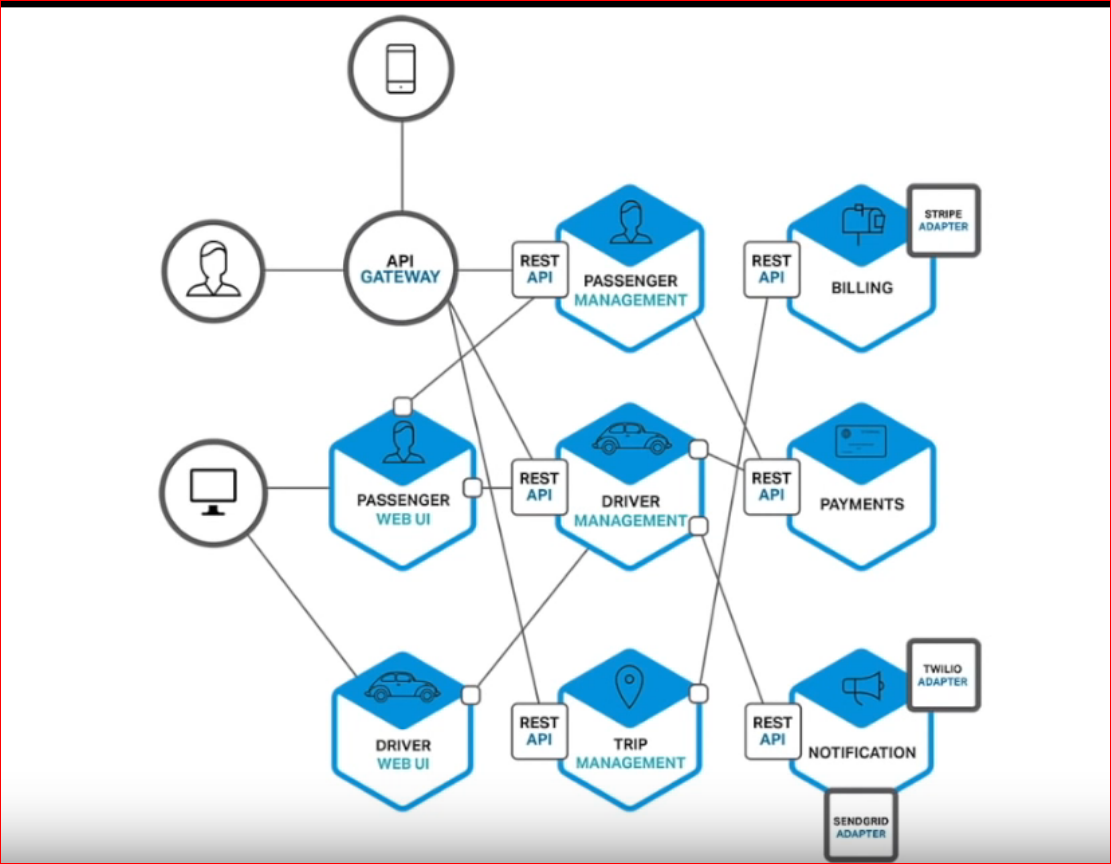 API
GATEWAY
REST
API
PASSENGER
MANAGEMENT
REST
API
BILLING
STRIPE
ADAPTER
PASSENGER
WEB UI
REST
API
DRIVER
MANAGEMENT
REST
API
PAYMENTS
DRIVER
WEB UI
REST
API
TRIP
MANAGEMENT
REST
API
NOTIFICATION
TWILIO
ADAPTER
SENDGRID
ADAPTER